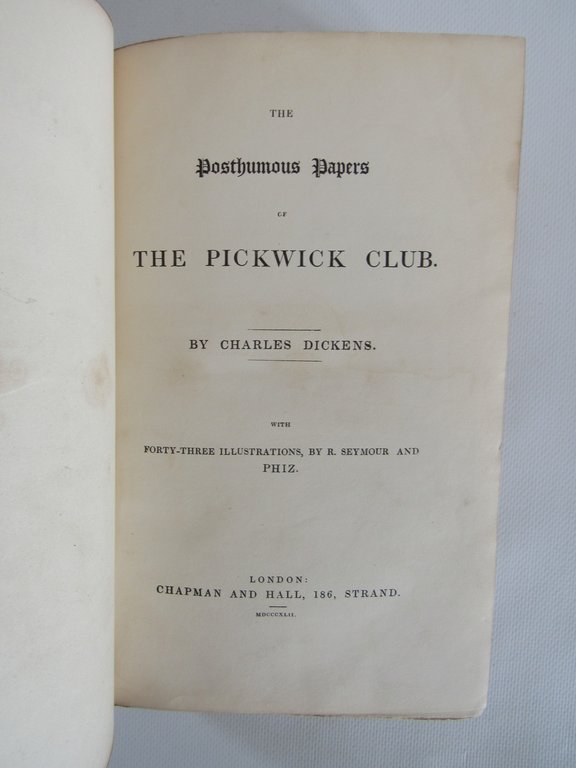 THE
Posthumous Papers
OF
THE PICKWICK CLUB.
BY CHARLES DICKENS.
WITH
FORTY-THREE ILLUSTRATIONS, BY R. SEYMOUR AND
PHIZ.
LONDON:
CHAPMAN AND HALL, 186, STRAND.
MDCCCXLII.